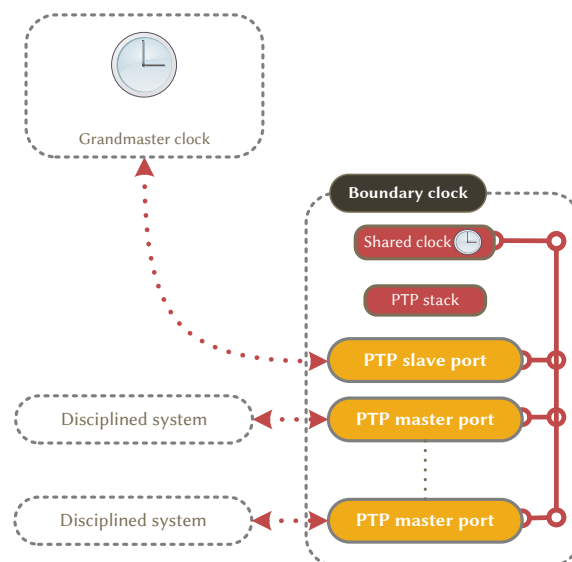 Grandmaster clock
Boundary clock
Shared clock
PTP stack
PTP slave port
Disciplined system
PTP master port
Disciplined system
PTP master port